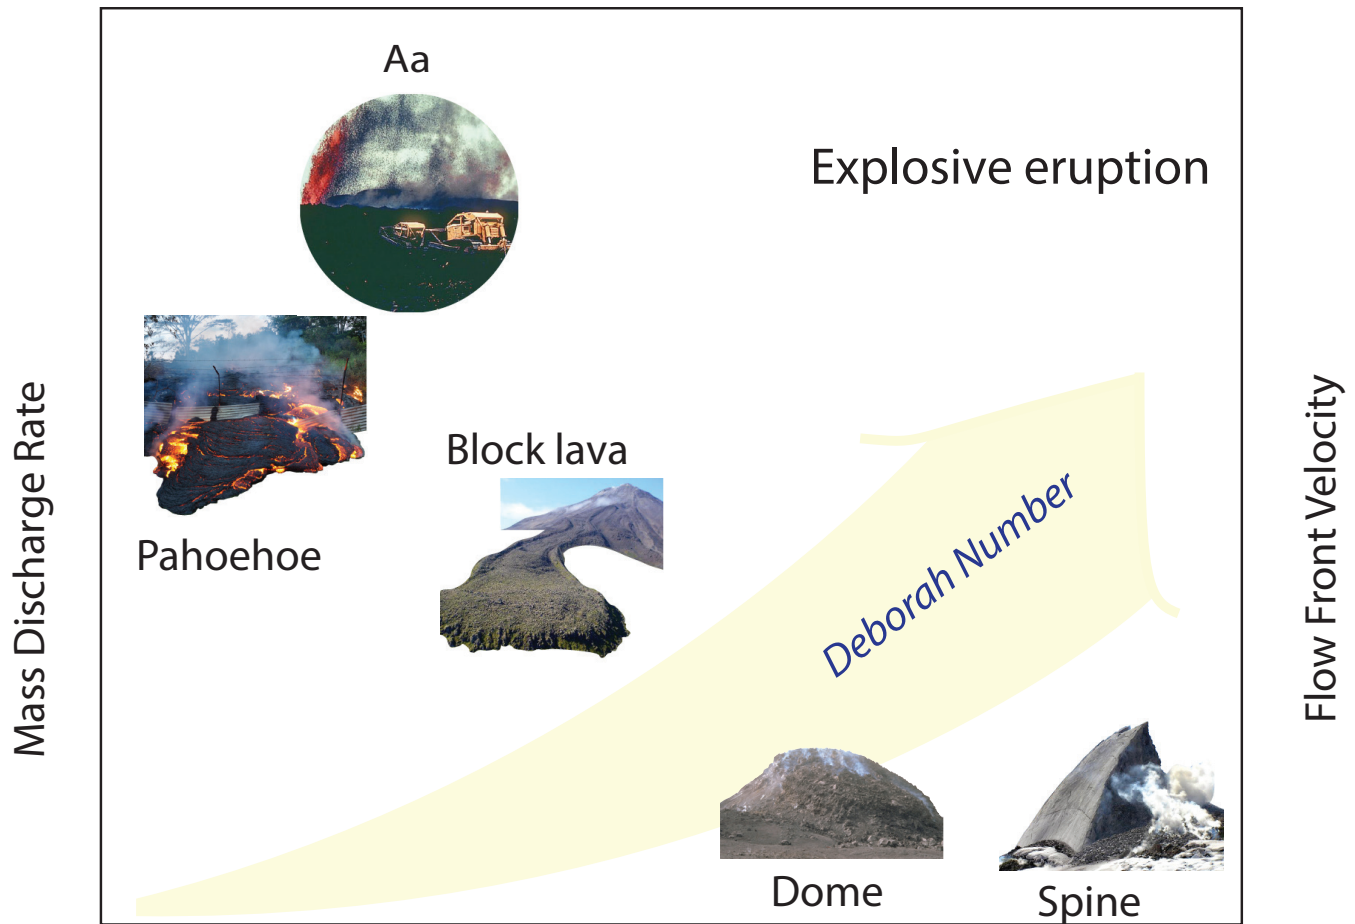 Aa
Explosive eruption
Mass Discharge Rate
Flow Front Velocity
Block lava
Pahoehoe
Deborah Number
Dome
Spine